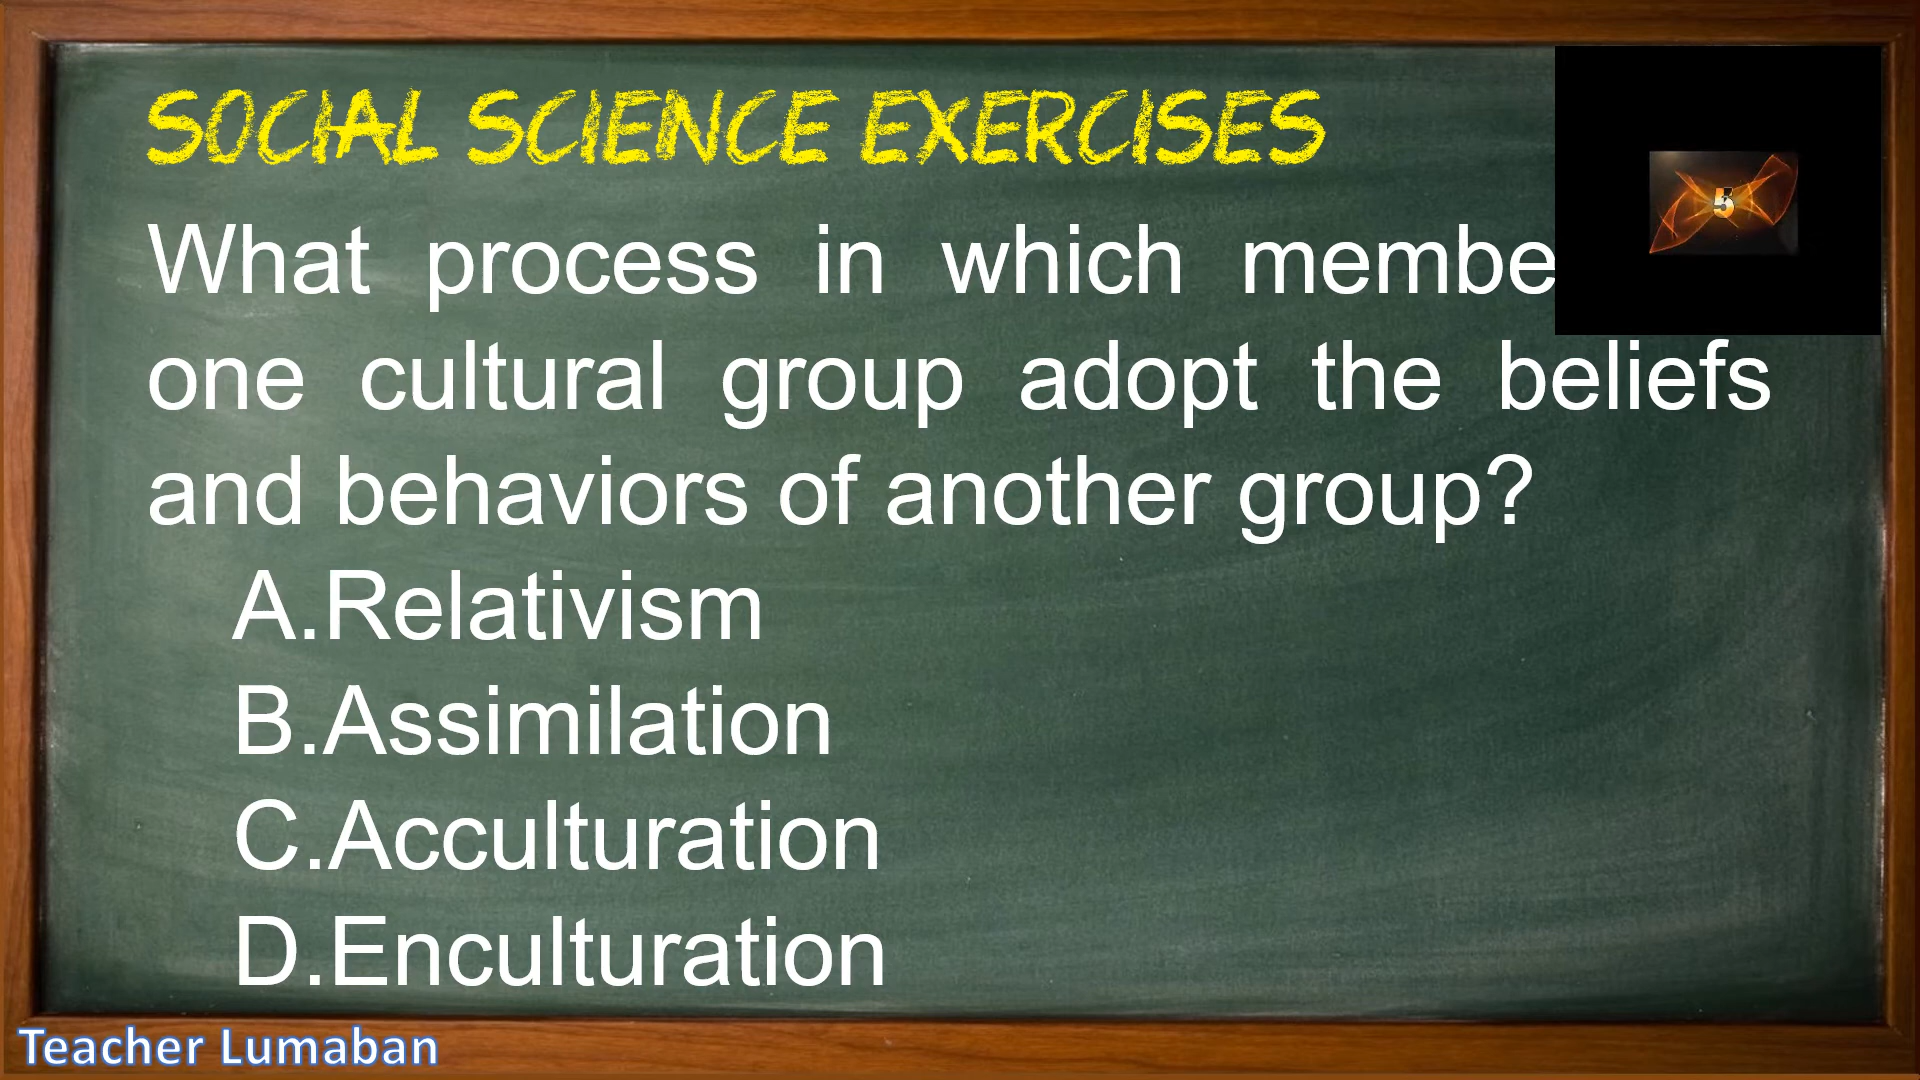 SOCIAL SCIENCE EXERCISES
What process in which
one cultural group adopt the beliefs
and behaviors of another group?
A.Relativism
B.Assimilation
C.Acculturation
D.Enculturation
5
Teacher Lumaban